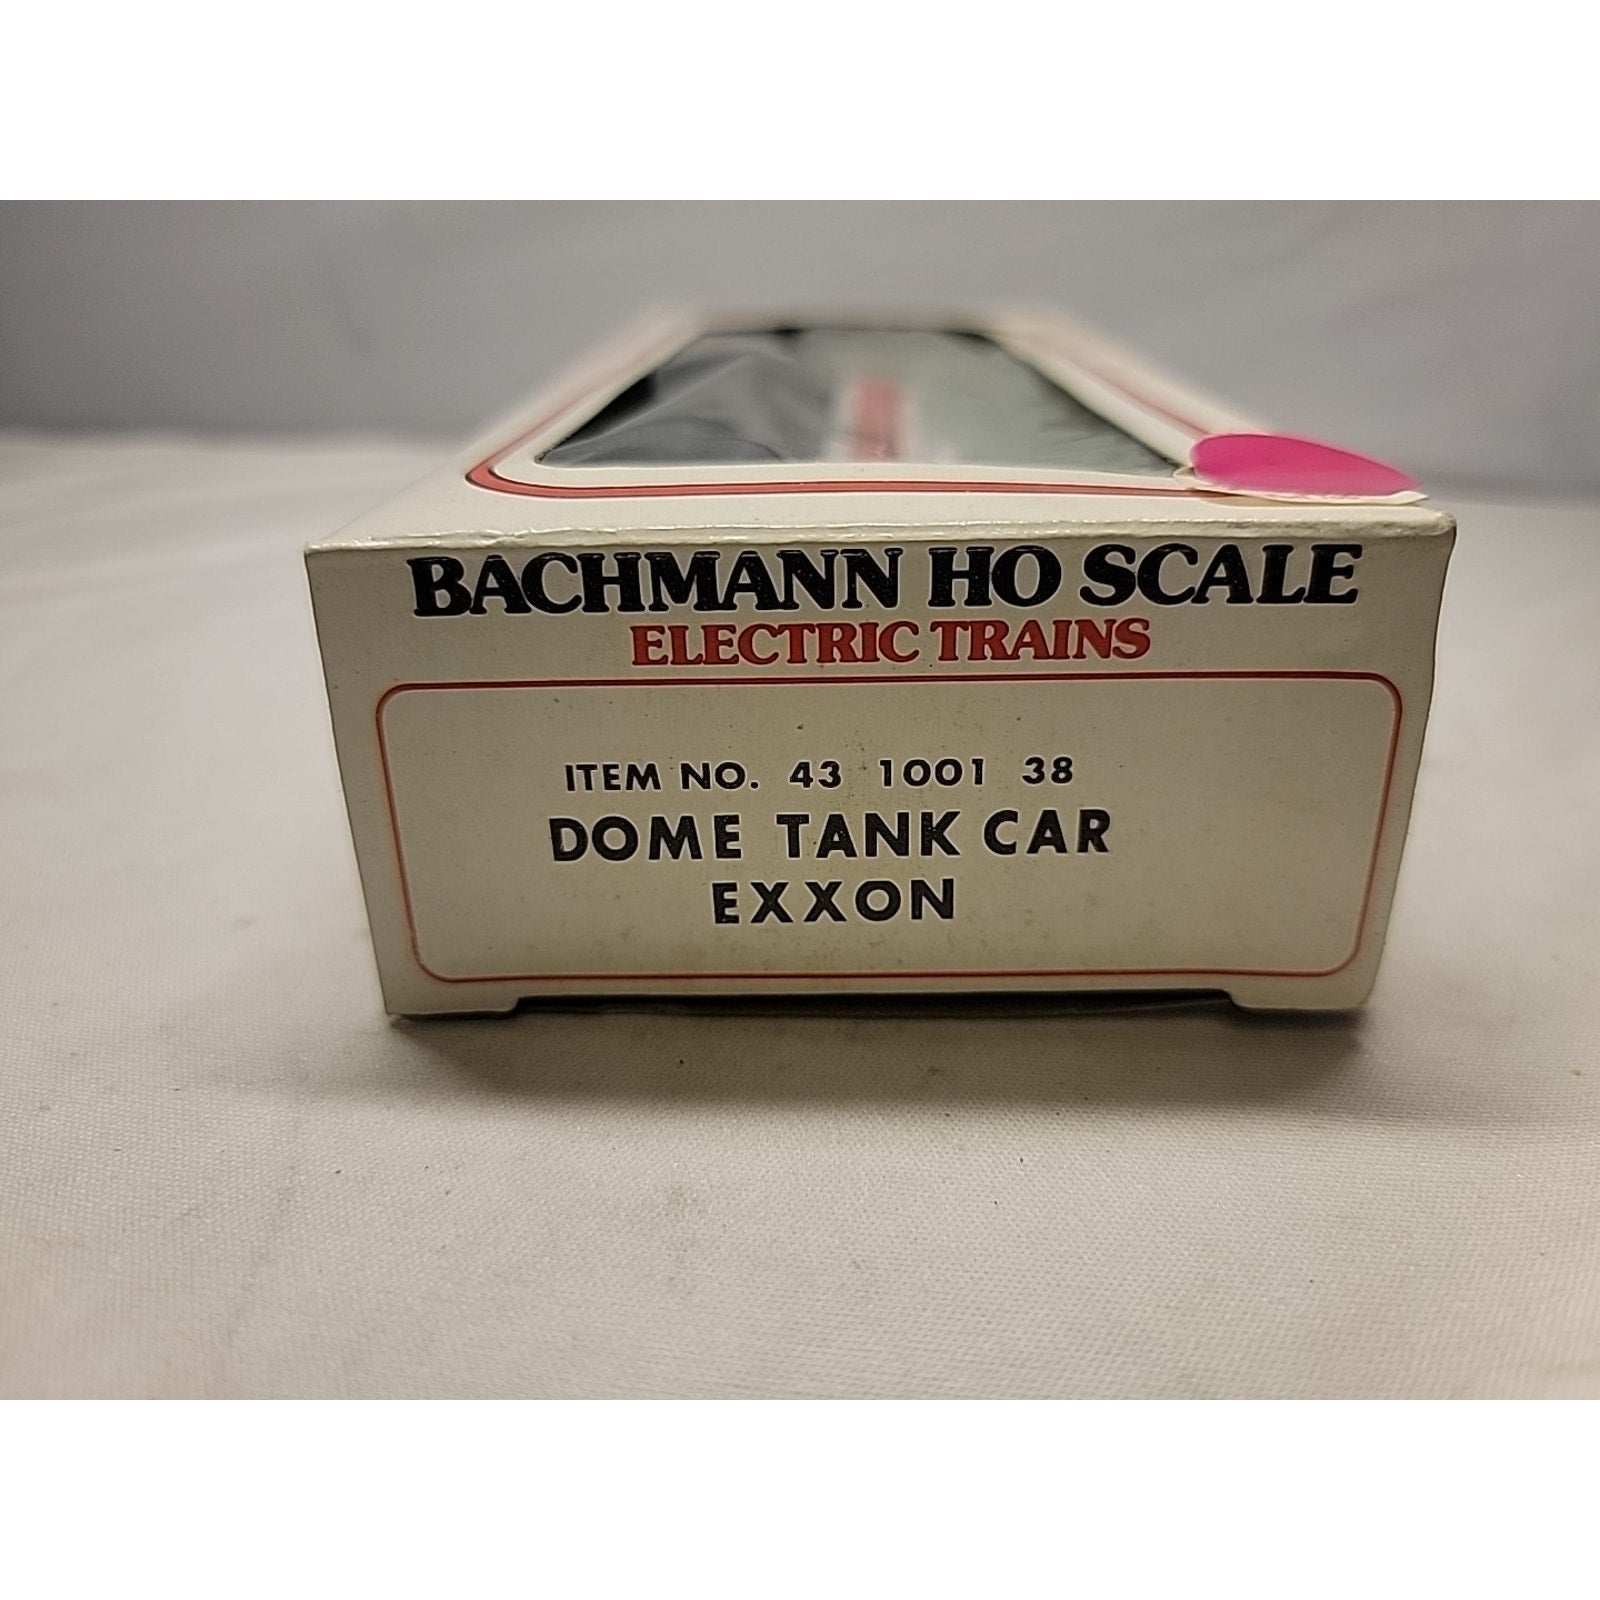 BACHMANN HO SCALE
ELECTRIC TRAINS
ITEM NO. 43 1001 38
DOME TANK CAR
EXXON